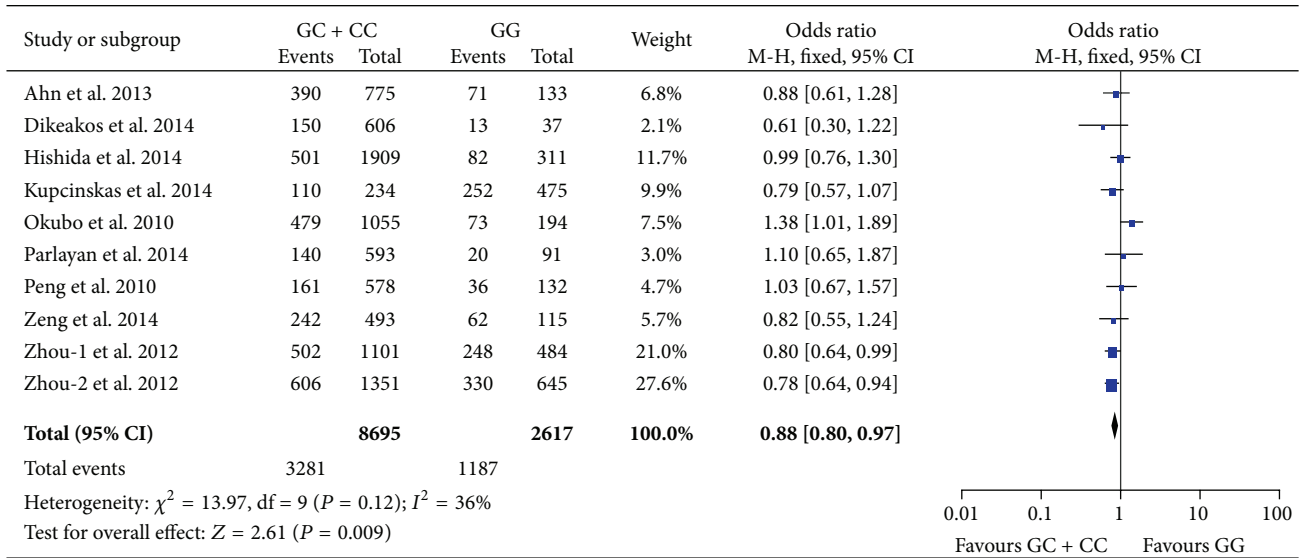 Study or subgroup GC + CC GG Weight Odds ratio Odds ratio
Events Total Events Total M-H, fixed, 95% CI M-H, fixed, 95% CI
Ahn et al. 2013 390 775 71 133 6.8% 0.88 [0.61, 1.28]
Dikeakos et al. 2014 150 606 13 37 2.1% 0.61 [0.30, 1.22]
Hishida et al. 2014 501 1909 82 311 11.7% 0.99 [0.76, 1.30]
Kupcinskas et al. 2014 110 234 252 475 9.9% 0.79 [0.57, 1.07]
Okubo et al. 2010 479 1055 73 194 7.5% 1.38 [1.01, 1.89]
Parlayan et al. 2014 140 593 20 91 3.0% 1.10 [0.65, 1.87]
Peng et al. 2010 161 578 36 132 4.7% 1.03 [0.67, 1.57]
Zeng et al. 2014 242 493 62 115 5.7% 0.82 [0.55, 1.24]
Zhou-1 et al. 2012 502 1101 248 484 21.0% 0.80 [0.64, 0.99]
Zhou-2 et al. 2012 606 1351 330 645 27.6% 0.78 [0.64, 0.94]
Total (95% CI) 8695 2617 100.0% 0.88 [0.80, 0.97]
Total events 3281 1187
Heterogeneity: χ² = 13.97, df = 9 (P = 0.12); I² = 36%
Test for overall effect: Z = 2.61 (P = 0.009)
0.01 0.1 1 10 100
Favours GC + CC Favours GG